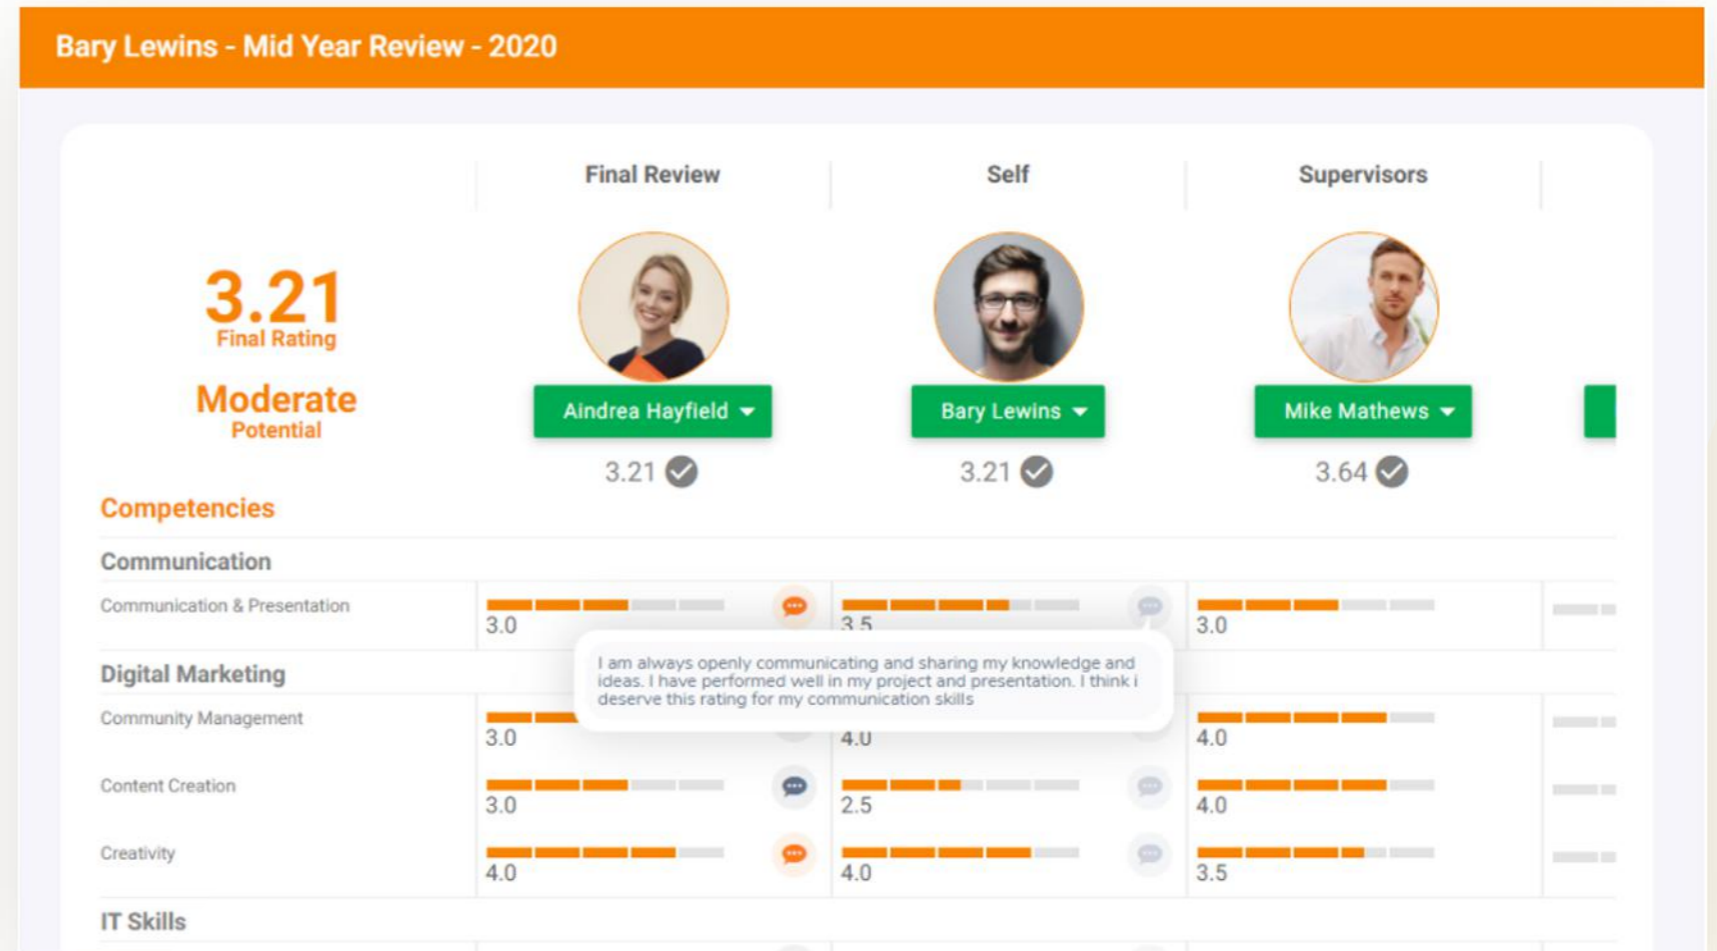 Bary Lewins - Mid Year Review - 2020
Final Review
Self
Supervisors
3.21
Final Rating
Moderate
Potential
Aindrea Hayfield
Bary Lewins
Mike Mathews
3.21
3.21
3.64
Competencies
Communication
Communication & Presentation
3.0
3.5
3.0
I am always openly communicating and sharing my knowledge and
ideas. I have performed well in my project and presentation. I think i
deserve this rating for my communication skills
Digital Marketing
Community Management
3.0
4.0
4.0
Content Creation
3.0
2.5
4.0
Creativity
4.0
4.0
3.5
IT Skills